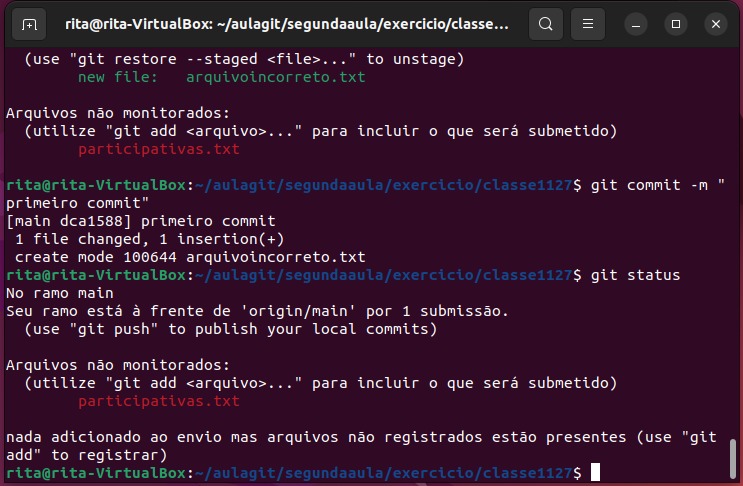 rita@rita-VirtualBox: ~/aulagit/segundaaula/exercicio/classe...
(use "git restore --staged <file>..." to unstage)
new file:   arquivoincorreto.txt
Arquivos não monitorados:
(utilize "git add <arquivo>..." para incluir o que será submetido)
participativas.txt
rita@rita-VirtualBox:~/aulagit/segundaaula/exercicio/classe1127$ git commit -m "
primeiro commit"
[main dca1588] primeiro commit
1 file changed, 1 insertion(+)
create mode 100644 arquivoincorreto.txt
rita@rita-VirtualBox:~/aulagit/segundaaula/exercicio/classe1127$ git status
No ramo main
Seu ramo está à frente de 'origin/main' por 1 submissão.
(use "git push" to publish your local commits)
Arquivos não monitorados:
(utilize "git add <arquivo>..." para incluir o que será submetido)
participativas.txt
nada adicionado ao envio mas arquivos não registrados estão presentes (use "git
add" to registrar)
rita@rita-VirtualBox:~/aulagit/segundaaula/exercicio/classe1127$